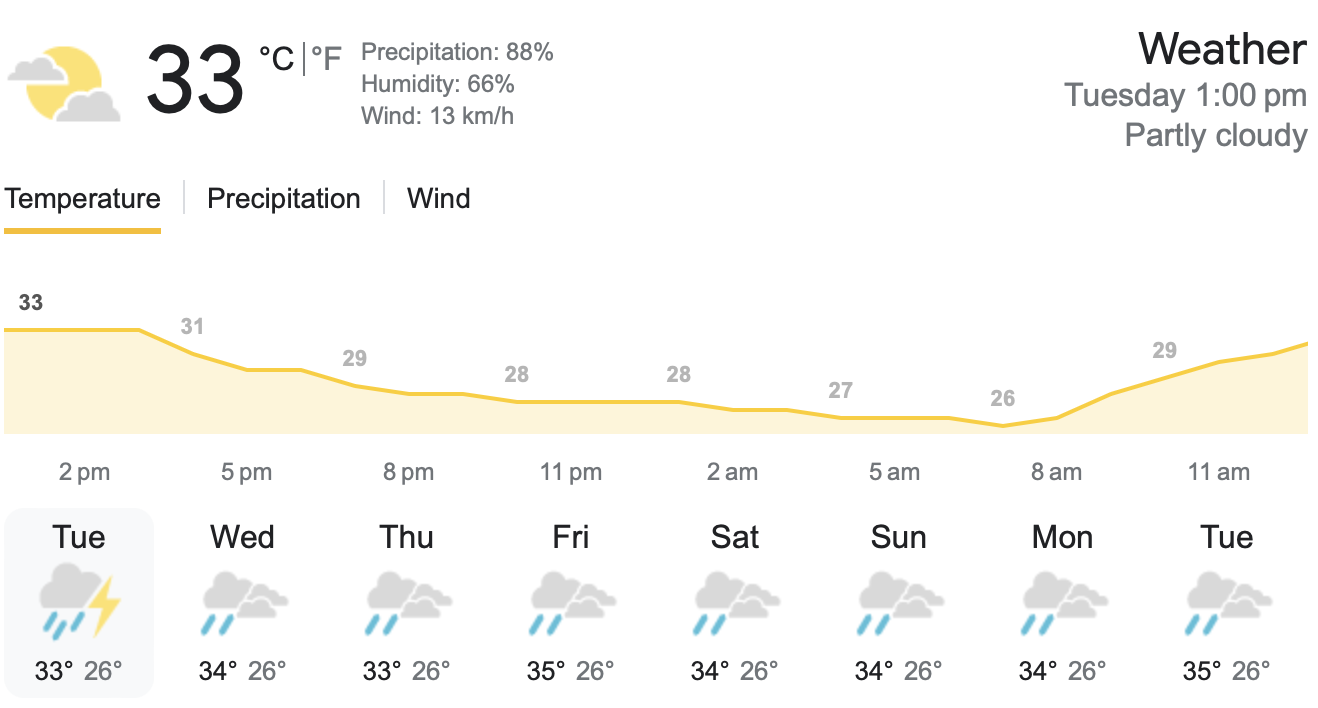 33 °C | °F
Precipitation: 88%
Humidity: 66%
Wind: 13 km/h
Weather
Tuesday 1:00 pm
Partly cloudy
Temperature | Precipitation | Wind
33 31 29 28 28 27 26 29
2 pm 5 pm 8 pm 11 pm 2 am 5 am 8 am 11 am
Tue Wed Thu Fri Sat Sun Mon Tue
33° 26° 34° 26° 33° 26° 35° 26° 34° 26° 34° 26° 34° 26° 35° 26°